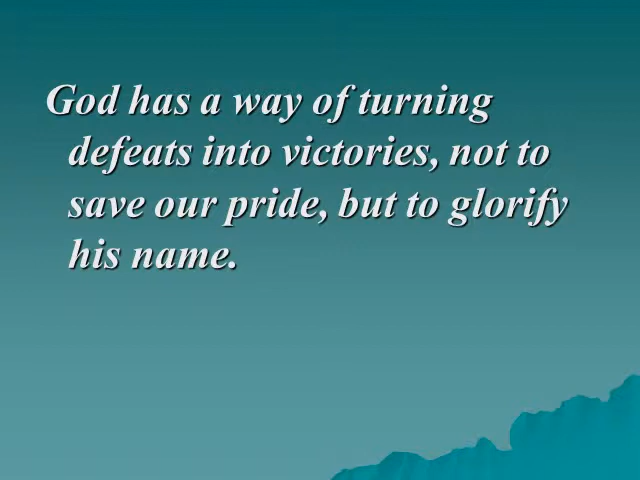 God has a way of turning
defeats into victories, not to
save our pride, but to glorify
his name.